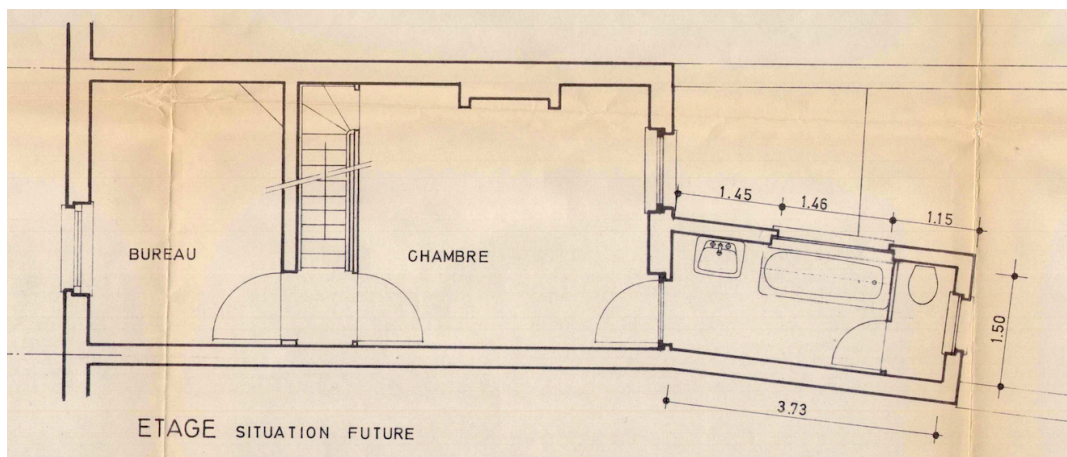 1.45
1.46
1.15
BUREAU
CHAMBRE
1.50
3.73
ETAGE SITUATION FUTURE